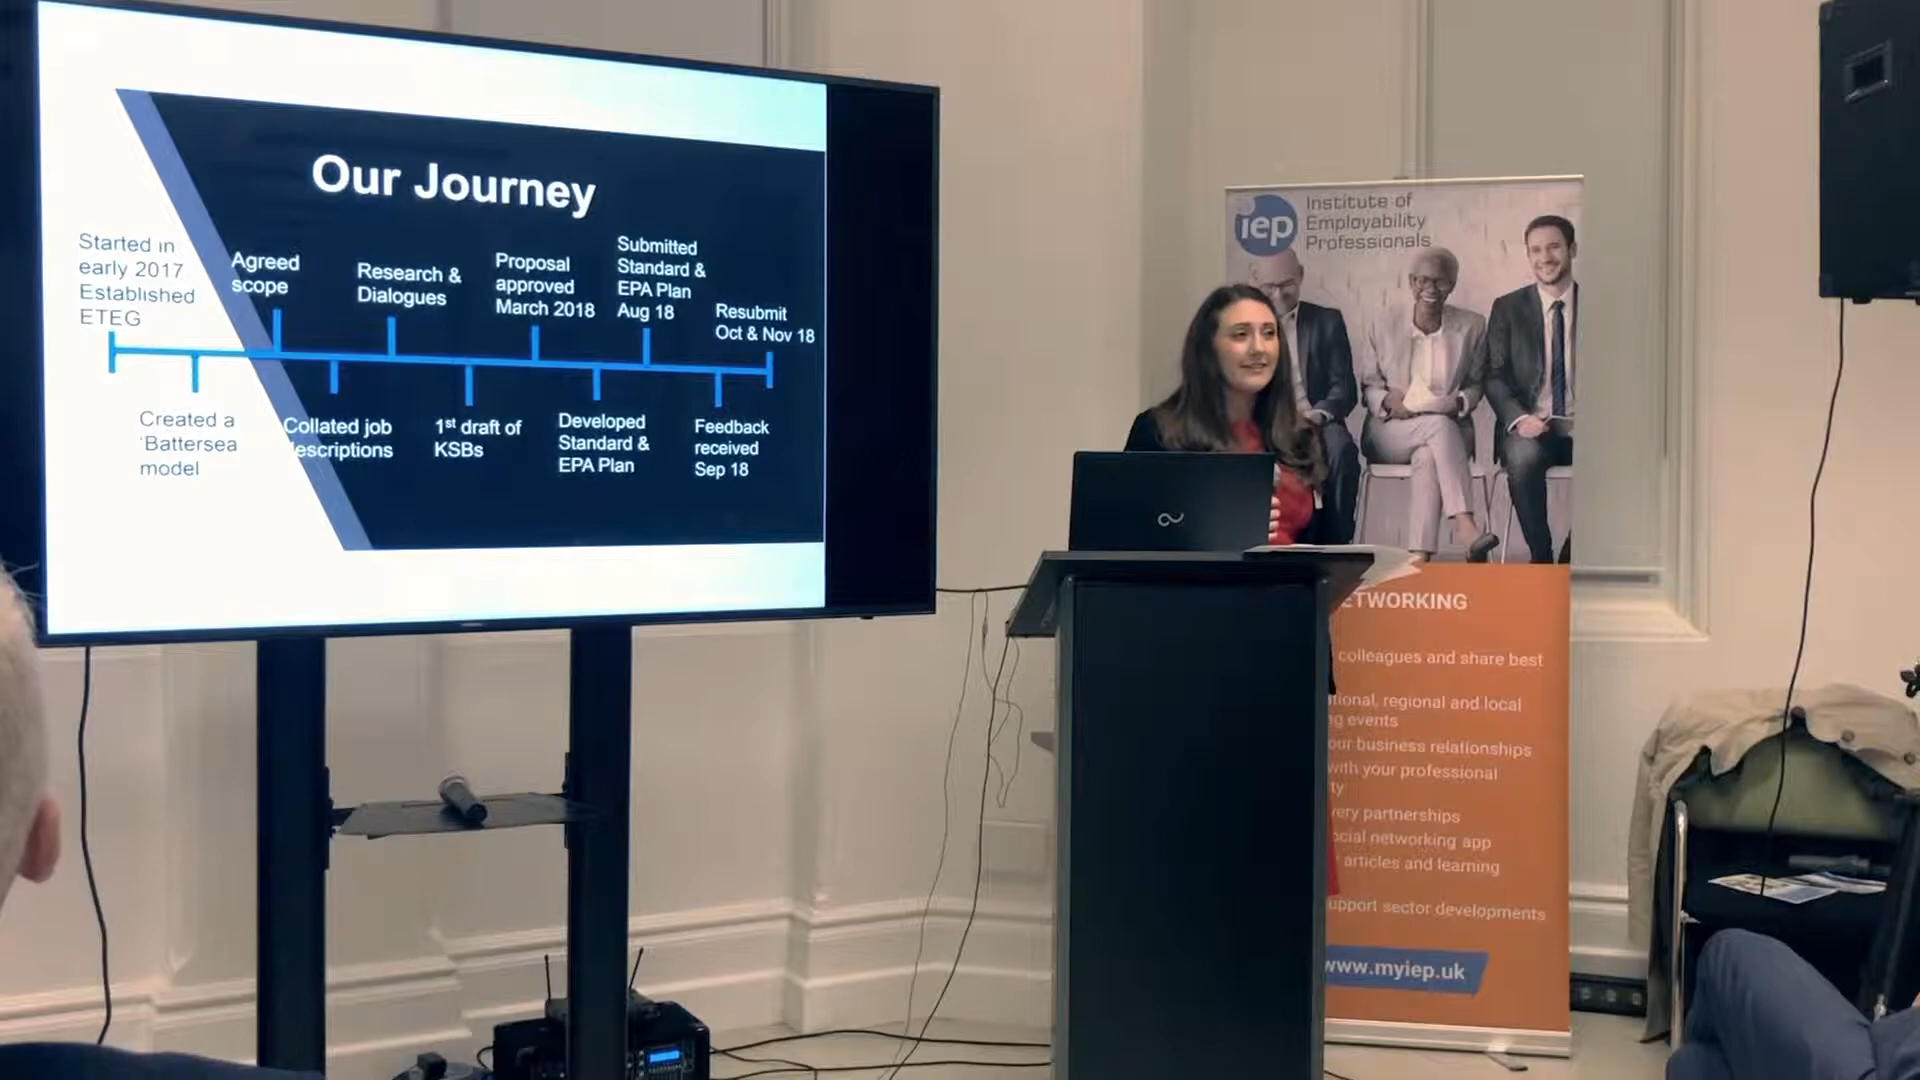 Our Journey
Started in
early 2017
Established
ETEG
Agreed
scope
Research &
Dialogues
Proposal
approved
March 2018
Submitted
Standard &
EPA Plan
Aug 18
Resubmit
Oct & Nov 18
Created a
'Battersea
model
Collated job
escriptions
1st draft of
KSBs
Developed
Standard &
EPA Plan
Feedback
received
Sep 18
iep
Institute of
Employability
Professionals
ETWORKING
colleagues and share best
tional, regional and local
ng events
our business relationships
with your professional
ty
very partnerships
ocial networking app
articles and learning
upport sector developments
www.myiep.uk